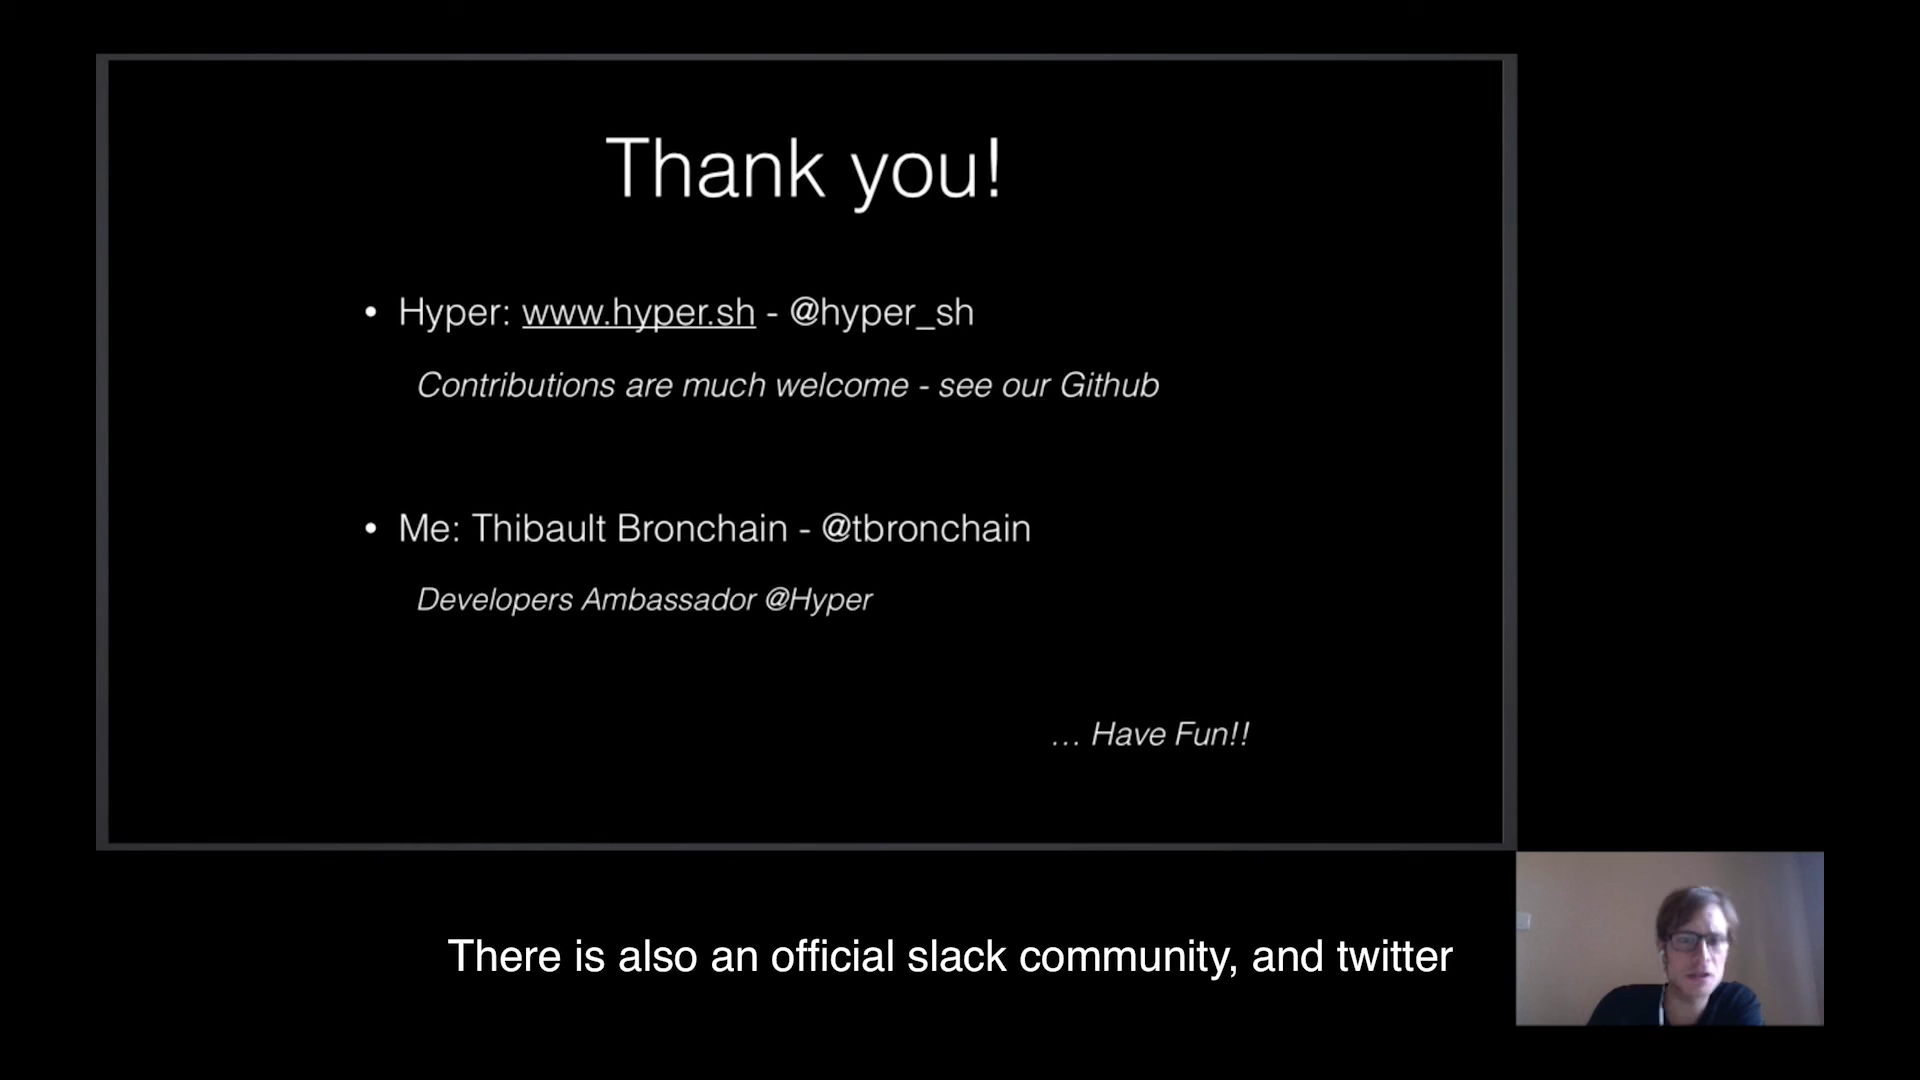 Thank you!
• Hyper: www.hyper.sh - @hyper_sh
Contributions are much welcome - see our Github
• Me: Thibault Bronchain - @tbronchain
Developers Ambassador @Hyper
... Have Fun!!
There is also an official slack community, and twitter